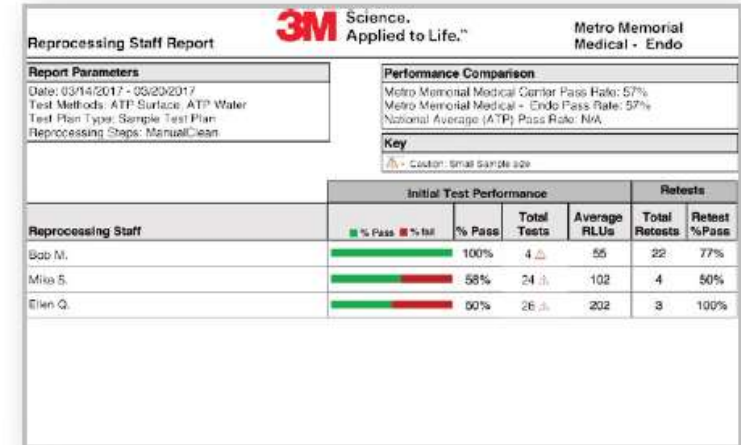 Reprocessing Staff Report
3M Science.
Applied to Life.™
Metro Memorial
Medical - Endo
Report Parameters
Date: 03/14/2017 - 03/20/2017
Test Methods: ATP Surface, ATP Water
Test Plan Type: Sample Test Plan
Reprocessing Steps: ManualClean
Performance Comparison
Metro Memorial Medical Center Pass Rate: 57%
Metro Memorial Medical - Endo Pass Rate: 57%
National Average (ATP) Pass Rate: N/A
Key
⚠ - Caution: Small Sample size
Initial Test Performance Retests
Reprocessing Staff % Pass % fail % Pass Total Tests Average RLUs Total Retests Retest %Pass
Bob M. 100% 4 ⚠ 55 22 77%
Mike S. 58% 24 ⚠ 102 4 50%
Ellen Q. 50% 26 ⚠ 202 3 100%